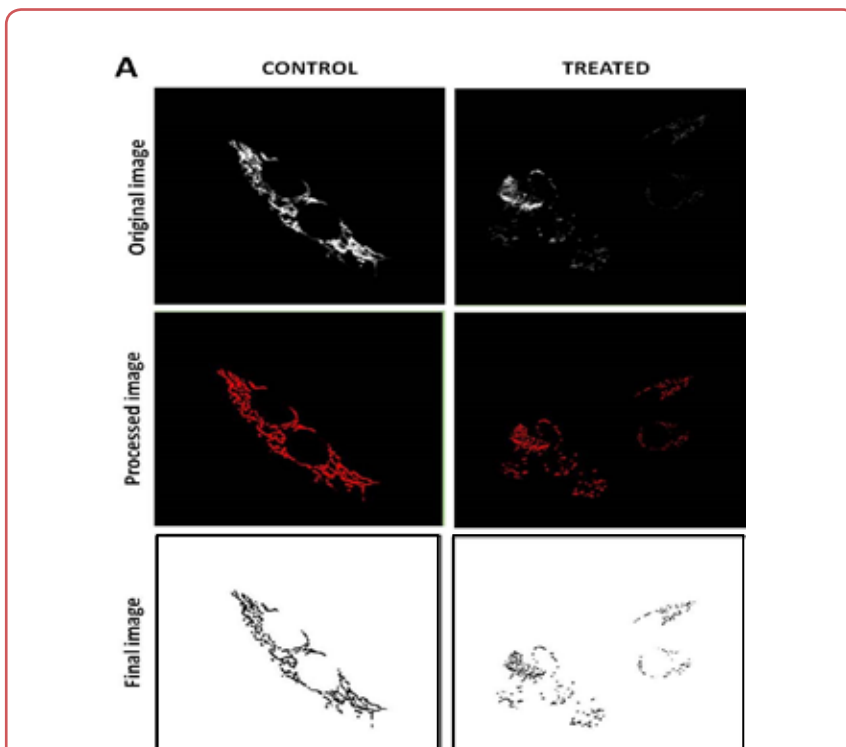 A
CONTROL TREATED
Original image
Processed image
Final image